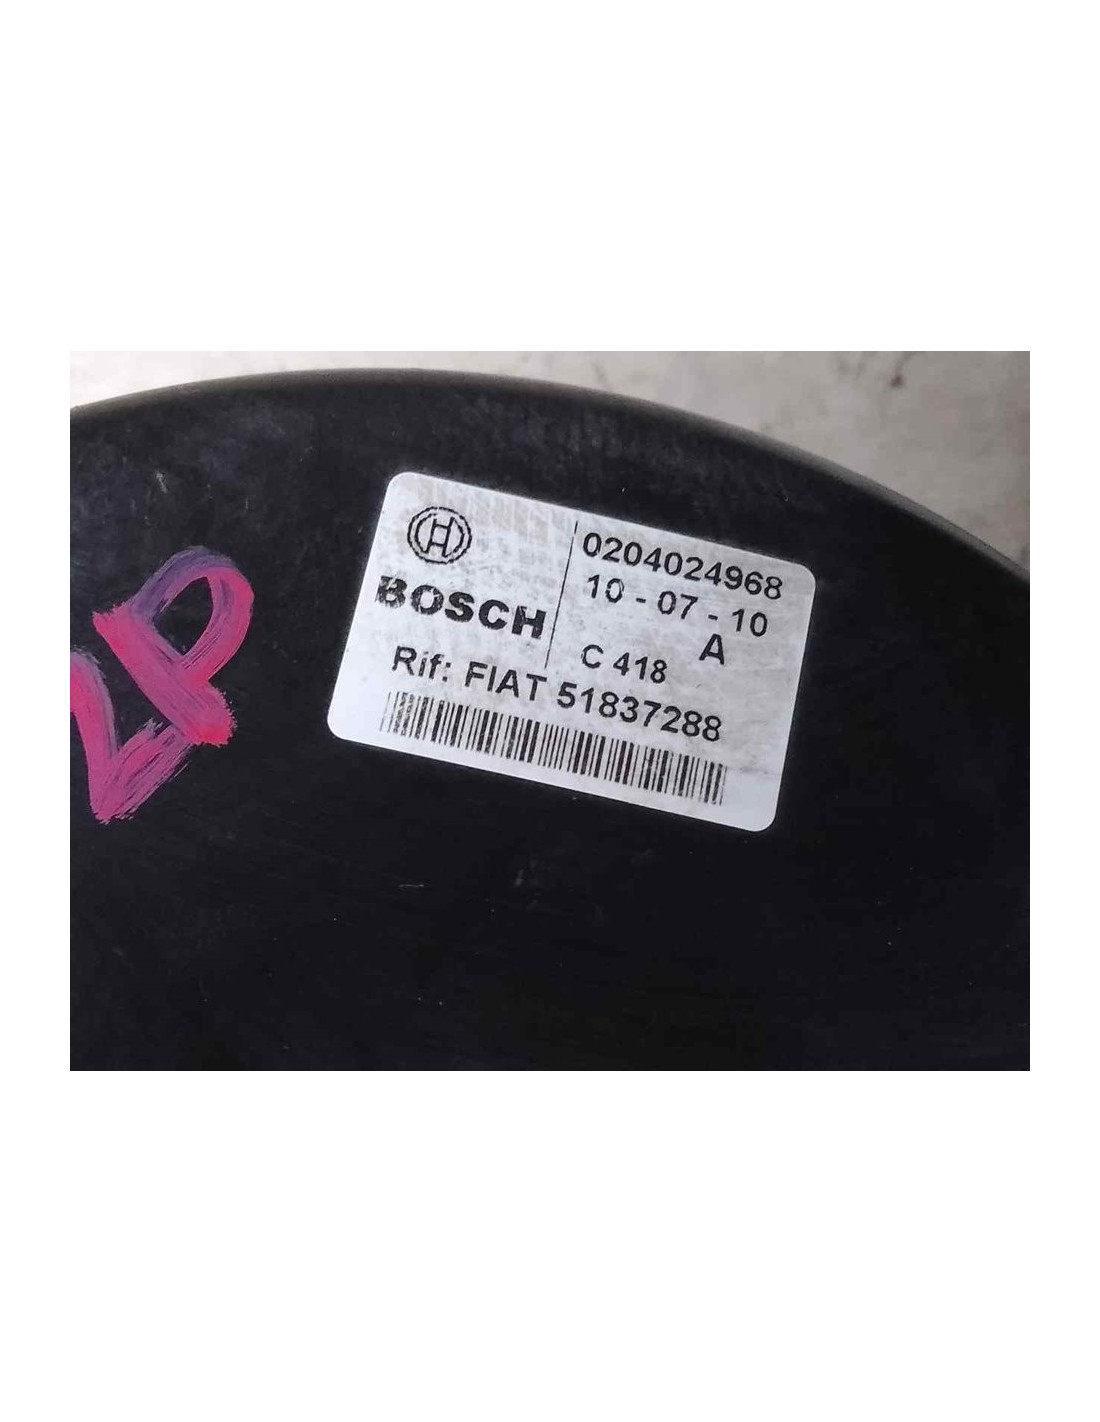 0204024968
10 - 07 - 10
A
BOSCH
C 418
Rif: FIAT 51837288